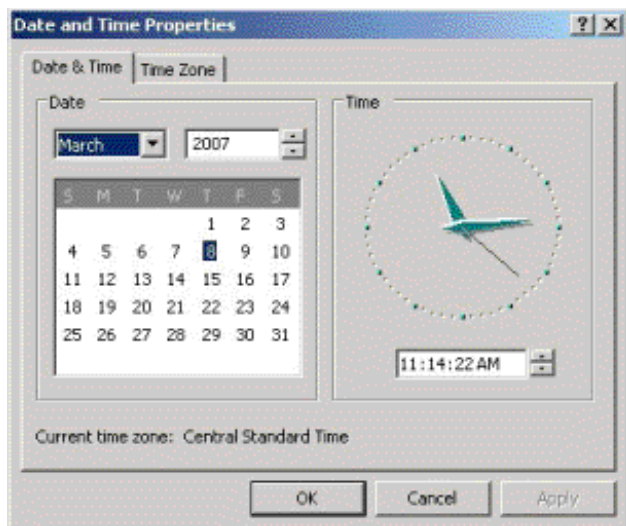 Date and Time Properties ? X
Date & Time Time Zone
Date Time
March 2007
S M T W T F S
1 2 3
4 5 6 7 8 9 10
11 12 13 14 15 16 17
18 19 20 21 22 23 24
25 26 27 28 29 30 31
11:14:22 AM
Current time zone: Central Standard Time
OK Cancel Apply